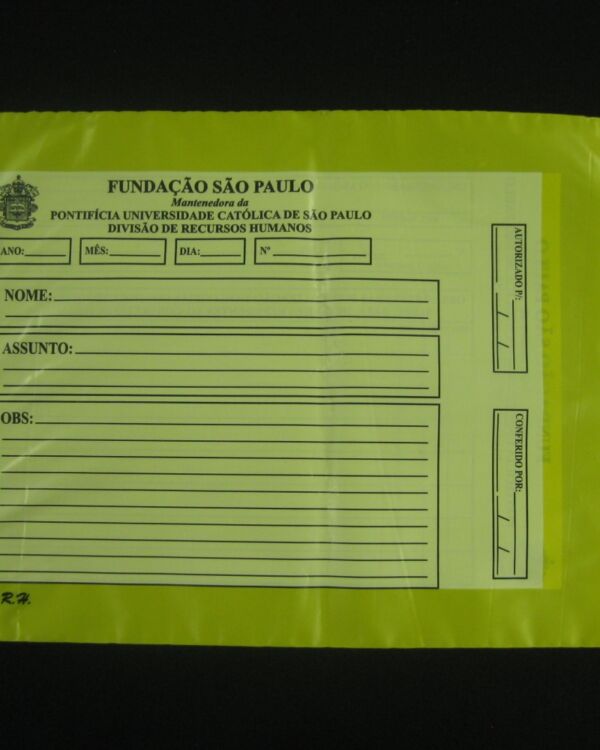 FUNDAÇÃO SÃO PAULO
Mantenedora da
PONTIFÍCIA UNIVERSIDADE CATÓLICA DE SÃO PAULO
DIVISÃO DE RECURSOS HUMANOS
ANO: MÊS: DIA: Nº
NOME:
ASSUNTO:
OBS:
R.H.
AUTORIZADO P/:
/ /
CONFERIDO POR:
/ /